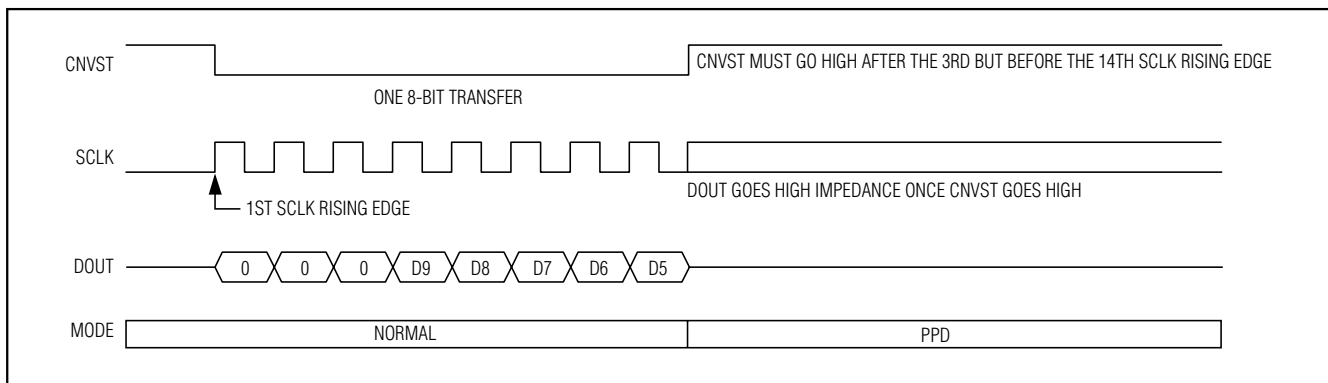 CNVST
CNVST MUST GO HIGH AFTER THE 3RD BUT BEFORE THE 14TH SCLK RISING EDGE
ONE 8-BIT TRANSFER
SCLK
DOUT GOES HIGH IMPEDANCE ONCE CNVST GOES HIGH
1ST SCLK RISING EDGE
DOUT
0 0 0 D9 D8 D7 D6 D5
MODE
NORMAL
PPD